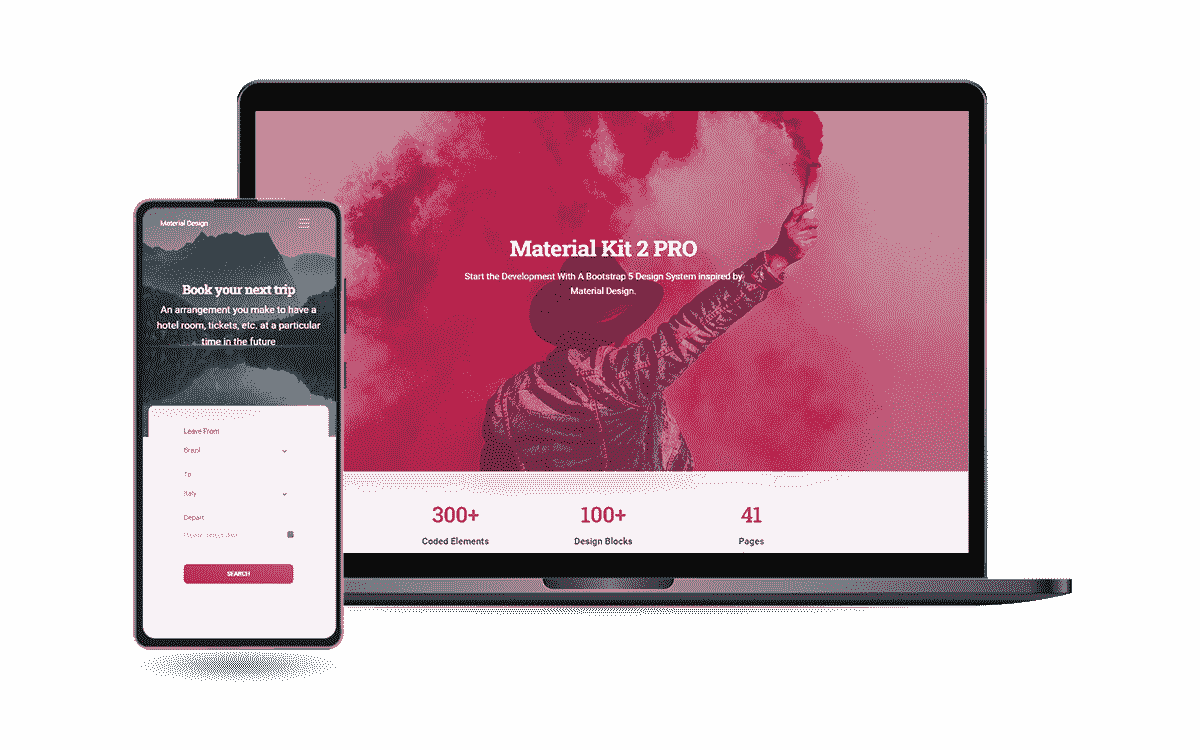 Material Design
Book your next trip
An arrangement you make to have a
hotel room, tickets, etc. at a particular
time in the future
Leave From
Brazil
To
Italy
Depart
SEARCH
Material Kit 2 PRO
Start the Development With A Bootstrap 5 Design System inspired by
Material Design.
300+
Coded Elements
100+
Design Blocks
41
Pages